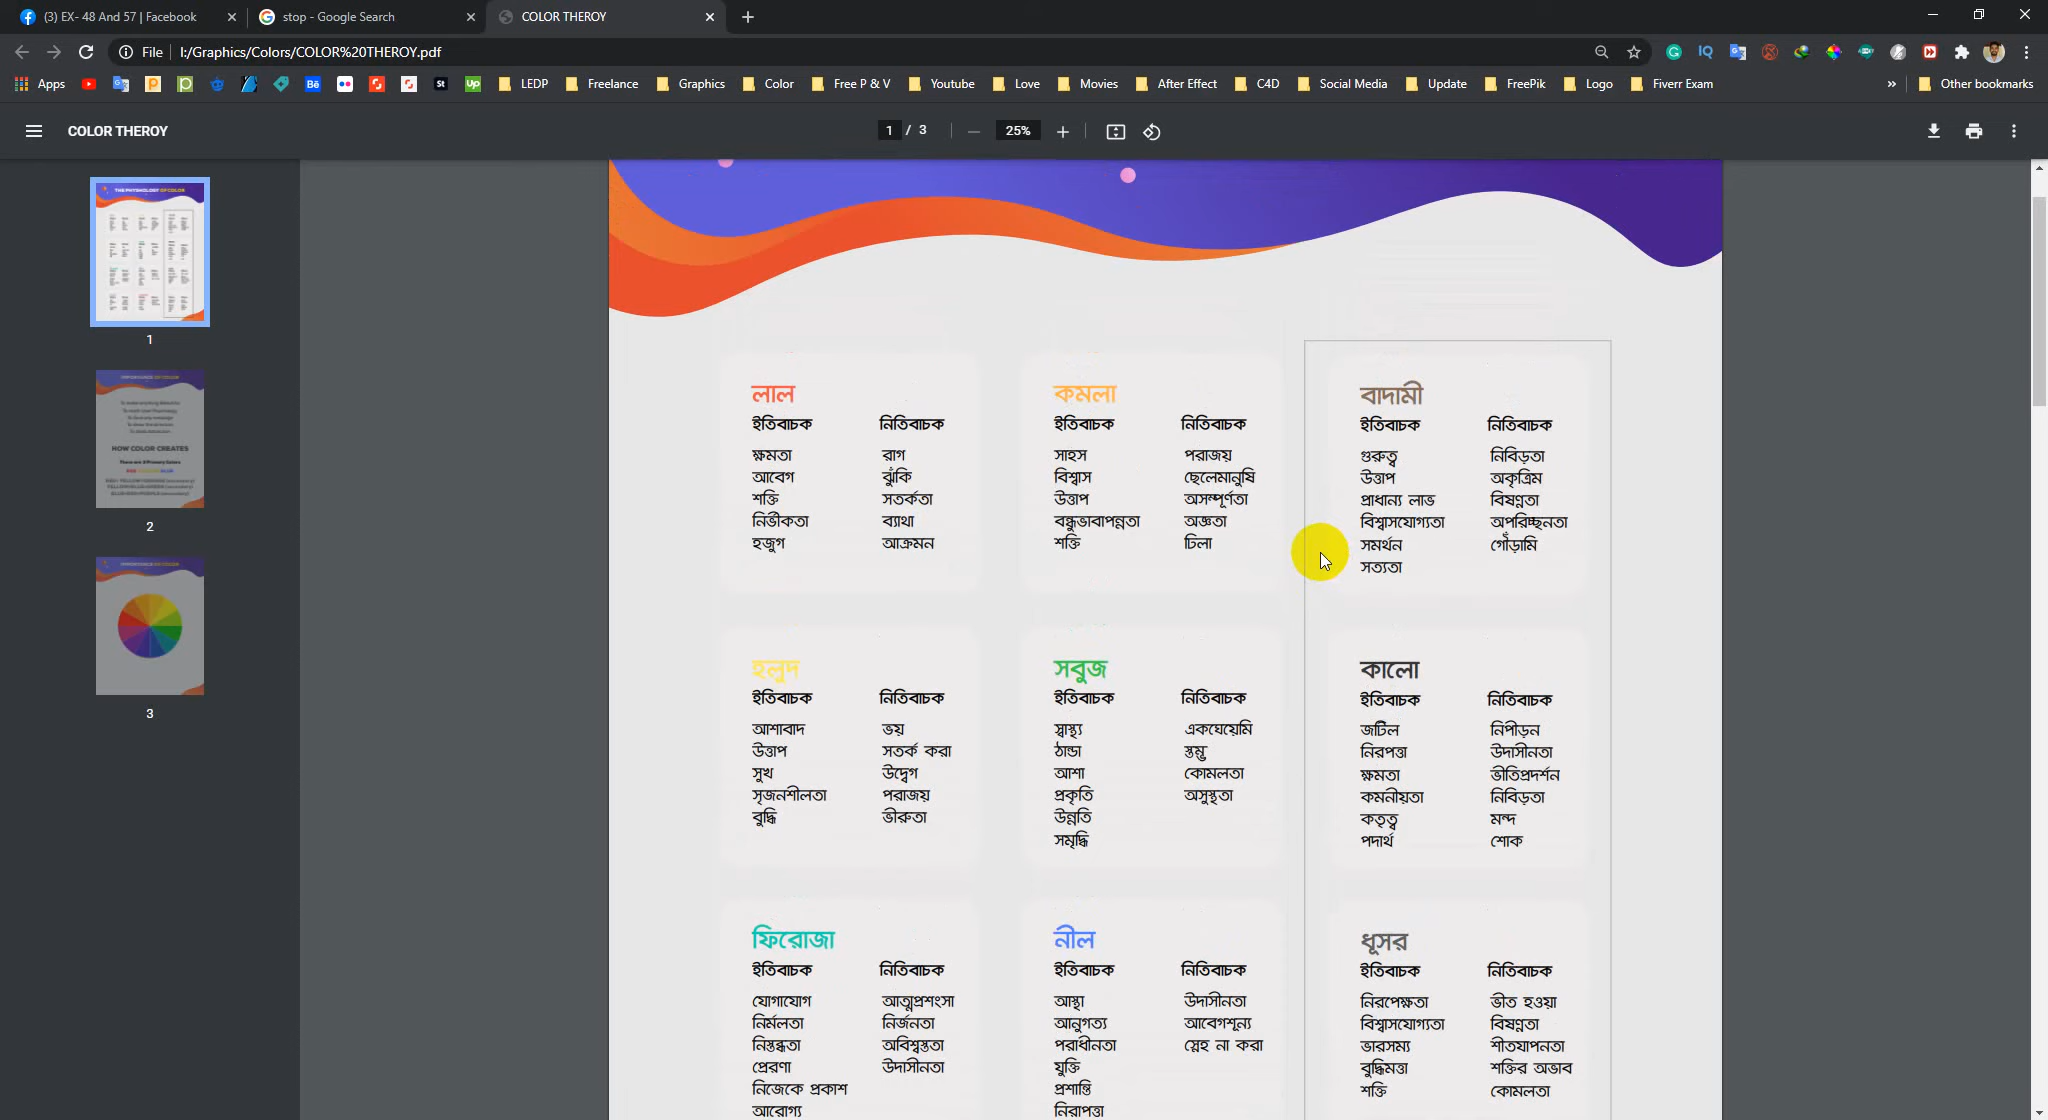 (3) EX- 48 And 57 | Facebook
stop - Google Search
COLOR THEROY
File
I:/Graphics/Colors/COLOR%20THEROY.pdf
Apps
LEDP
Freelance
Graphics
Color
Free P & V
Youtube
Love
Movies
After Effect
C4D
Social Media
Update
FreePik
Logo
Fiverr Exam
Other bookmarks
COLOR THEROY
1 / 3
25%
1
HOW COLOR CREATES
2
3
লাল
ইতিবাচক নিতিবাচক
ক্ষমতা রাগ
আবেগ ঝুঁকি
শক্তি সতর্কতা
নির্ভীকতা ব্যাথা
হজুগ আক্রমন
কমলা
ইতিবাচক নিতিবাচক
সাহস পরাজয়
বিশ্বাস ছেলেমানুষি
উত্তাপ অসম্পূর্ণতা
বন্ধুভাবাপন্নতা অজ্ঞতা
শক্তি ঢিলা
বাদামী
ইতিবাচক নিতিবাচক
গুরুত্ব নিবিড়তা
উত্তাপ অকৃত্রিম
প্রাধান্য লাভ বিষণ্নতা
বিশ্বাসযোগ্যতা অপরিচ্ছনতা
সমর্থন গোঁড়ামি
সত্যতা
হলুদ
ইতিবাচক নিতিবাচক
আশাবাদ ভয়
উত্তাপ সতর্ক করা
সুখ উদ্বেগ
সৃজনশীলতা পরাজয়
বুদ্ধি ভীরুতা
সবুজ
ইতিবাচক নিতিবাচক
স্বাস্থ্য একঘেয়েমি
ঠান্ডা
আশা কোমলতা
প্রকৃতি অসুস্থতা
উন্নতি
সমৃদ্ধি
কালো
ইতিবাচক নিতিবাচক
জটিল নিপীড়ন
নিরপত্তা উদাসীনতা
ক্ষমতা ভীতিপ্রদর্শন
কমনীয়তা নিবিড়তা
কতৃত্ব মন্দ
পদার্থ শোক
ফিরোজা
ইতিবাচক নিতিবাচক
যোগাযোগ আত্মপ্রশংসা
নির্মলতা নির্জনতা
নিস্তব্ধতা অবিশ্বস্ততা
প্রেরণা উদাসীনতা
নিজেকে প্রকাশ
আরোগ্য
নীল
ইতিবাচক নিতিবাচক
আস্থা উদাসীনতা
আনুগত্য আবেগশূন্য
পরাধীনতা স্নেহ না করা
যুক্তি
প্রশান্তি
নিরাপত্তা
ধূসর
ইতিবাচক নিতিবাচক
নিরপেক্ষতা ভীত হওয়া
বিশ্বাসযোগ্যতা বিষণ্নতা
ভারসম্য শীতযাপনতা
বুদ্ধিমত্তা শক্তির অভাব
শক্তি কোমলতা